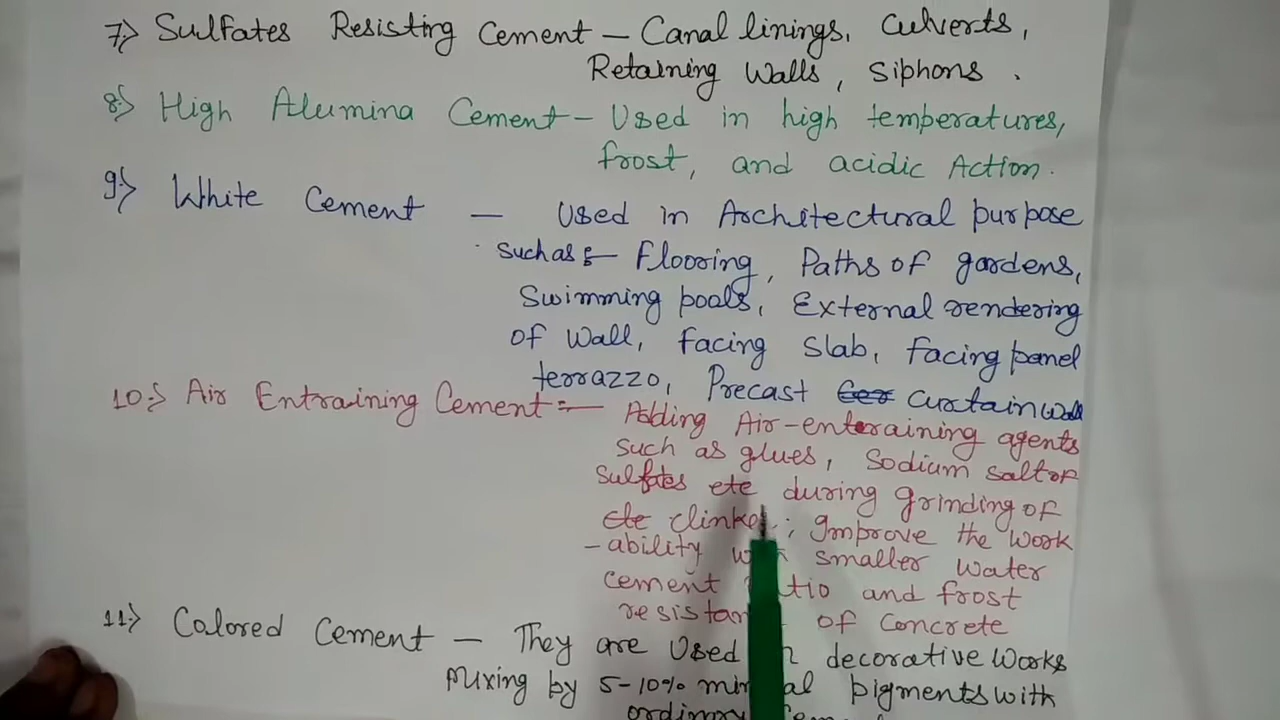 7> Sulfates Resisting Cement – Canal linings, Culverts,
Retaining Walls, Siphons.
8> High Alumina Cement – Used in high temperatures,
frost, and acidic Action.
9> White Cement – Used in Architectural purpose
such as :- Flooring, Paths of gardens,
Swimming pools, External rendering
of Wall, facing slab, facing panel
terrazzo, Precast curtain wall
10> Air Entraining Cement :- Adding Air-enteraining agents
such as glues, Sodium salt of
Sulfates etc during grinding of
clinker; Improve the work
-ability smaller water
cement and frost
of concrete
11> Colored Cement – They are Used decorative works
Mixing by 5-10% pigments with